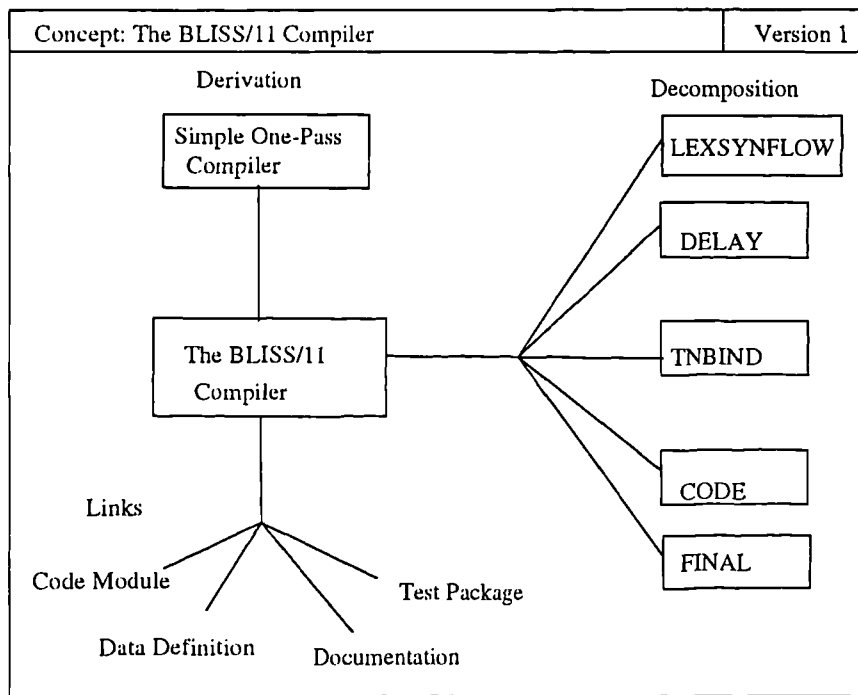 Concept: The BLISS/11 Compiler
Version 1
Derivation
Simple One-Pass
Compiler
The BLISS/11
Compiler
Decomposition
LEXSYNFLOW
DELAY
TNBIND
CODE
FINAL
Links
Code Module
Data Definition
Documentation
Test Package